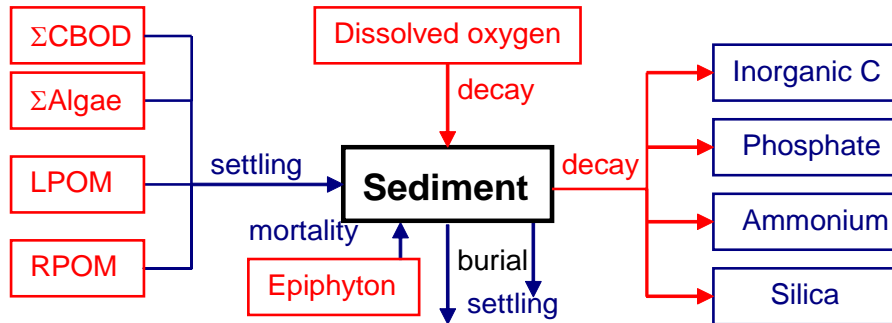 ΣCBOD
ΣAlgae
LPOM
RPOM
settling
Dissolved oxygen
decay
Sediment
mortality
Epiphyton
burial
settling
decay
Inorganic C
Phosphate
Ammonium
Silica